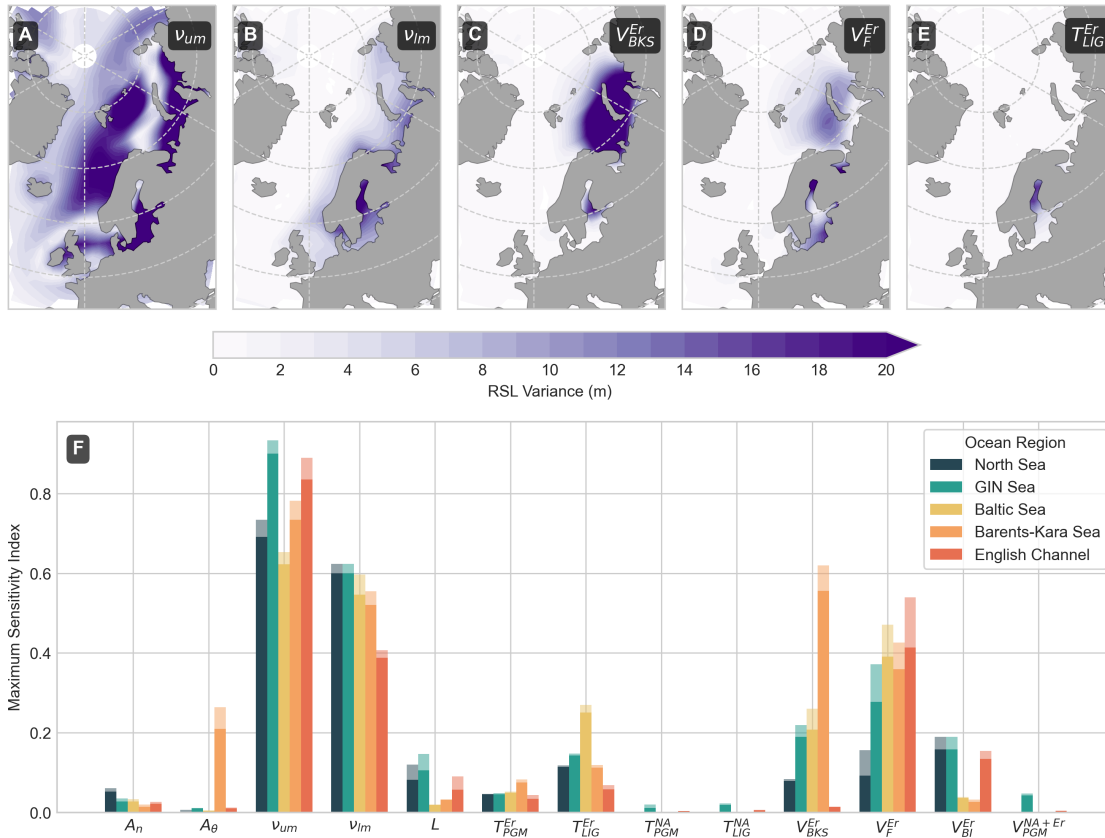 A ν_um
B ν_lm
C V^Er_BKS
D V^Er_F
E T^Er_LIG
0 2 4 6 8 10 12 14 16 18 20
RSL Variance (m)
F
Maximum Sensitivity Index
0.8
0.6
0.4
0.2
0.0
Ocean Region
North Sea
GIN Sea
Baltic Sea
Barents-Kara Sea
English Channel
A_n A_θ ν_um ν_lm L T^Er_PGM T^Er_LIG T^NA_PGM T^NA_LIG V^Er_BKS V^Er_F V^Er_BI V^NA+Er_PGM